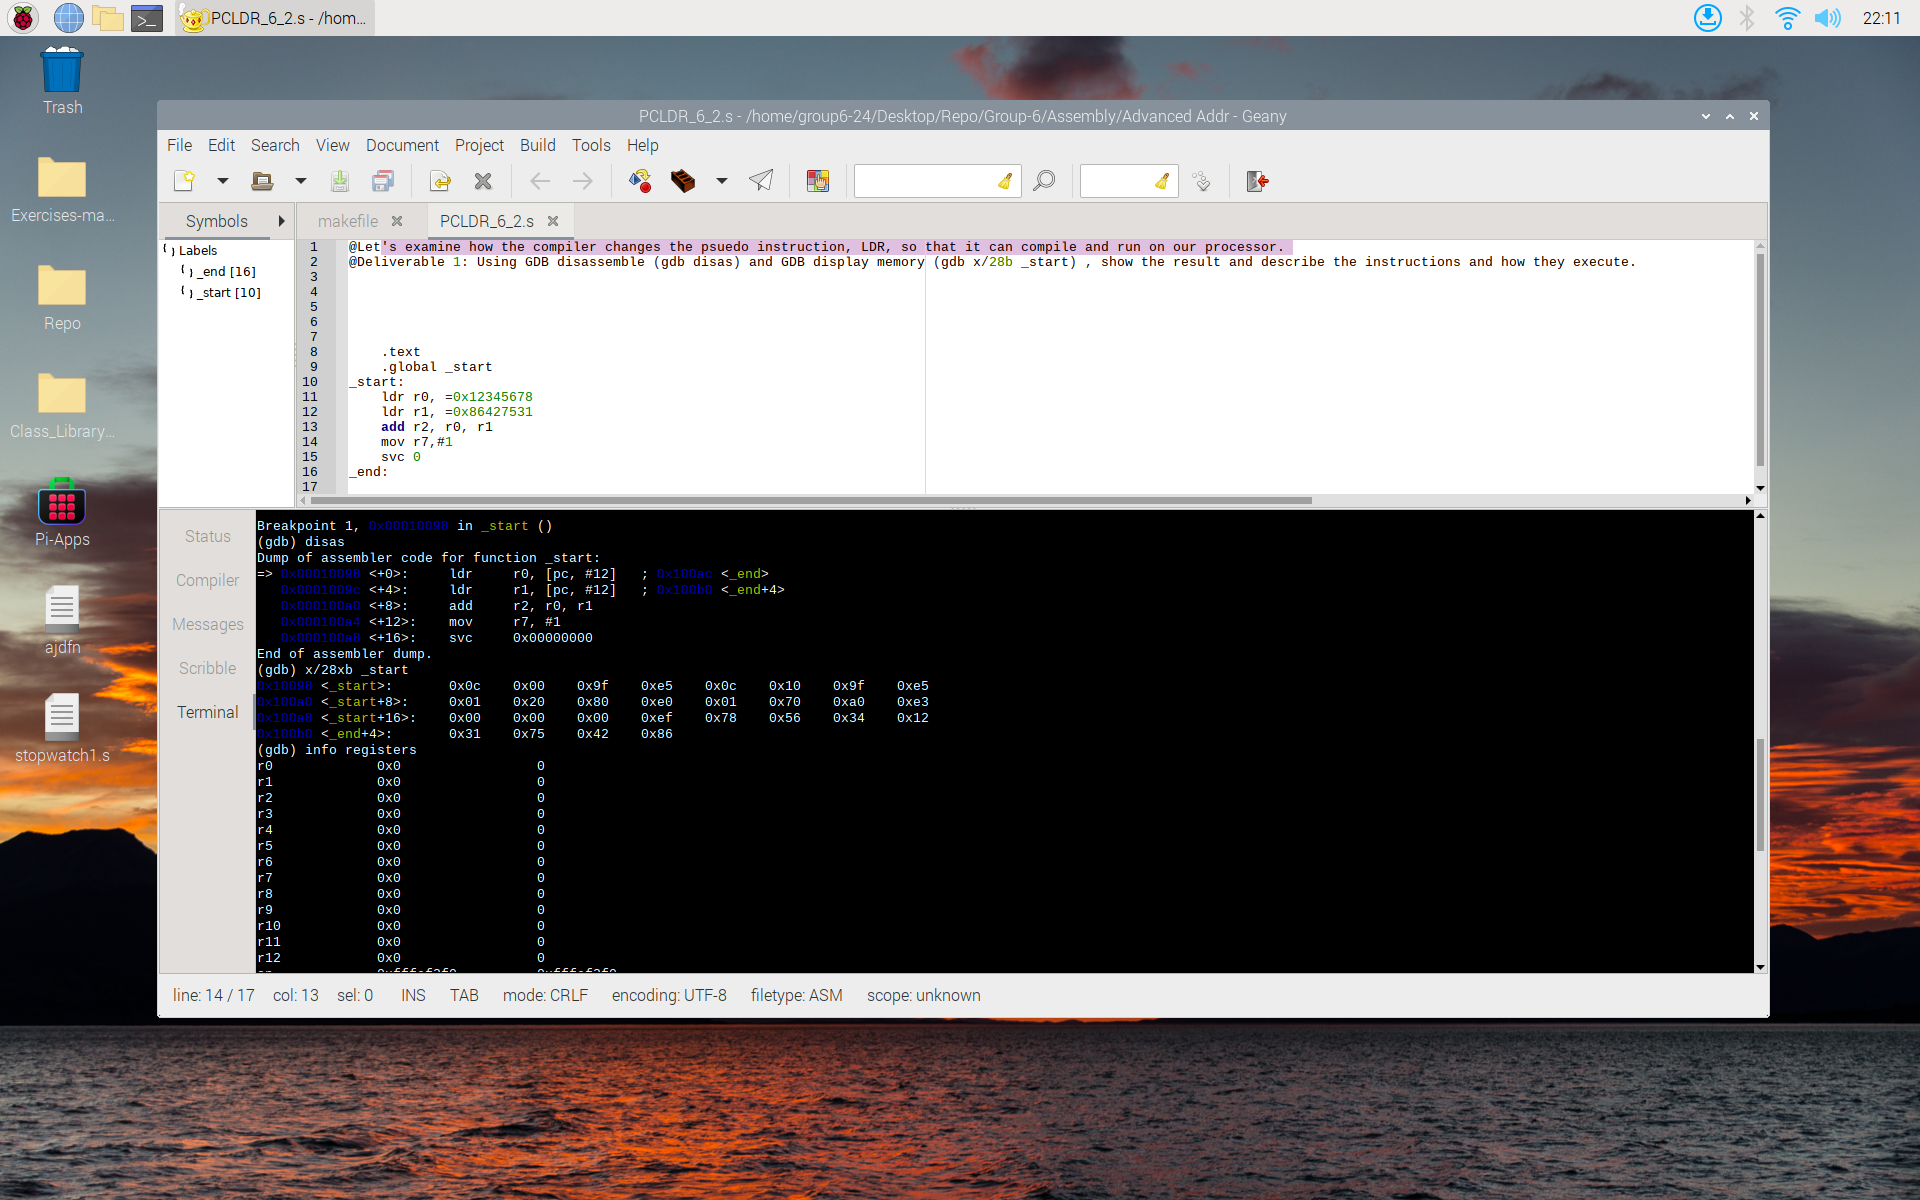 PCLDR_6_2.s - /hom...
22:11
Trash
Exercises-ma...
Repo
Class_Library...
Pi-Apps
ajdfn
stopwatch1.s
PCLDR_6_2.s - /home/group6-24/Desktop/Repo/Group-6/Assembly/Advanced Addr - Geany
File Edit Search View Document Project Build Tools Help
Symbols
makefile
PCLDR_6_2.s
Labels
_end [16]
_start [10]
1 @Let's examine how the compiler changes the psuedo instruction, LDR, so that it can compile and run on our processor.
2 @Deliverable 1: Using GDB disassemble (gdb disas) and GDB display memory (gdb x/28b _start) , show the result and describe the instructions and how they execute.
3
4
5
6
7
8 .text
9 .global _start
10 _start:
11 ldr r0, =0x12345678
12 ldr r1, =0x86427531
13 add r2, r0, r1
14 mov r7,#1
15 svc 0
16 _end:
17
Status
Compiler
Messages
Scribble
Terminal
Breakpoint 1, 0x00010098 in _start ()
(gdb) disas
Dump of assembler code for function _start:
=> 0x00010098 <+0>: ldr r0, [pc, #12] ; 0x100ac <_end>
0x0001009c <+4>: ldr r1, [pc, #12] ; 0x100b0 <_end+4>
0x000100a0 <+8>: add r2, r0, r1
0x000100a4 <+12>: mov r7, #1
0x000100a8 <+16>: svc 0x00000000
End of assembler dump.
(gdb) x/28xb _start
0x10098 <_start>: 0x0c 0x00 0x9f 0xe5 0x0c 0x10 0x9f 0xe5
0x100a0 <_start+8>: 0x01 0x20 0x80 0xe0 0x01 0x70 0xa0 0xe3
0x100a8 <_start+16>: 0x00 0x00 0x00 0xef 0x78 0x56 0x34 0x12
0x100b0 <_end+4>: 0x31 0x75 0x42 0x86
(gdb) info registers
r0 0x0 0
r1 0x0 0
r2 0x0 0
r3 0x0 0
r4 0x0 0
r5 0x0 0
r6 0x0 0
r7 0x0 0
r8 0x0 0
r9 0x0 0
r10 0x0 0
r11 0x0 0
r12 0x0 0
line: 14 / 17 col: 13 sel: 0 INS TAB mode: CRLF encoding: UTF-8 filetype: ASM scope: unknown